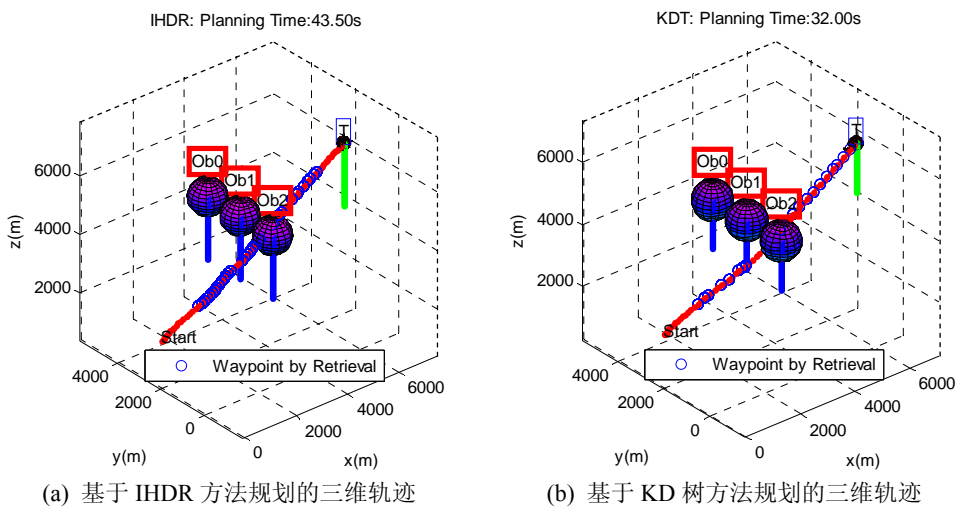 IHDR: Planning Time:43.50s
T
Ob0
Ob1
Ob2
6000
4000
2000
z(m)
Start
Waypoint by Retrieval
4000
2000
0
y(m)
0
2000
4000
6000
x(m)
(a) 基于 IHDR 方法规划的三维轨迹
KDT: Planning Time:32.00s
T
Ob0
Ob1
Ob2
6000
4000
2000
z(m)
Start
Waypoint by Retrieval
4000
2000
0
y(m)
0
2000
4000
6000
x(m)
(b) 基于 KD 树方法规划的三维轨迹